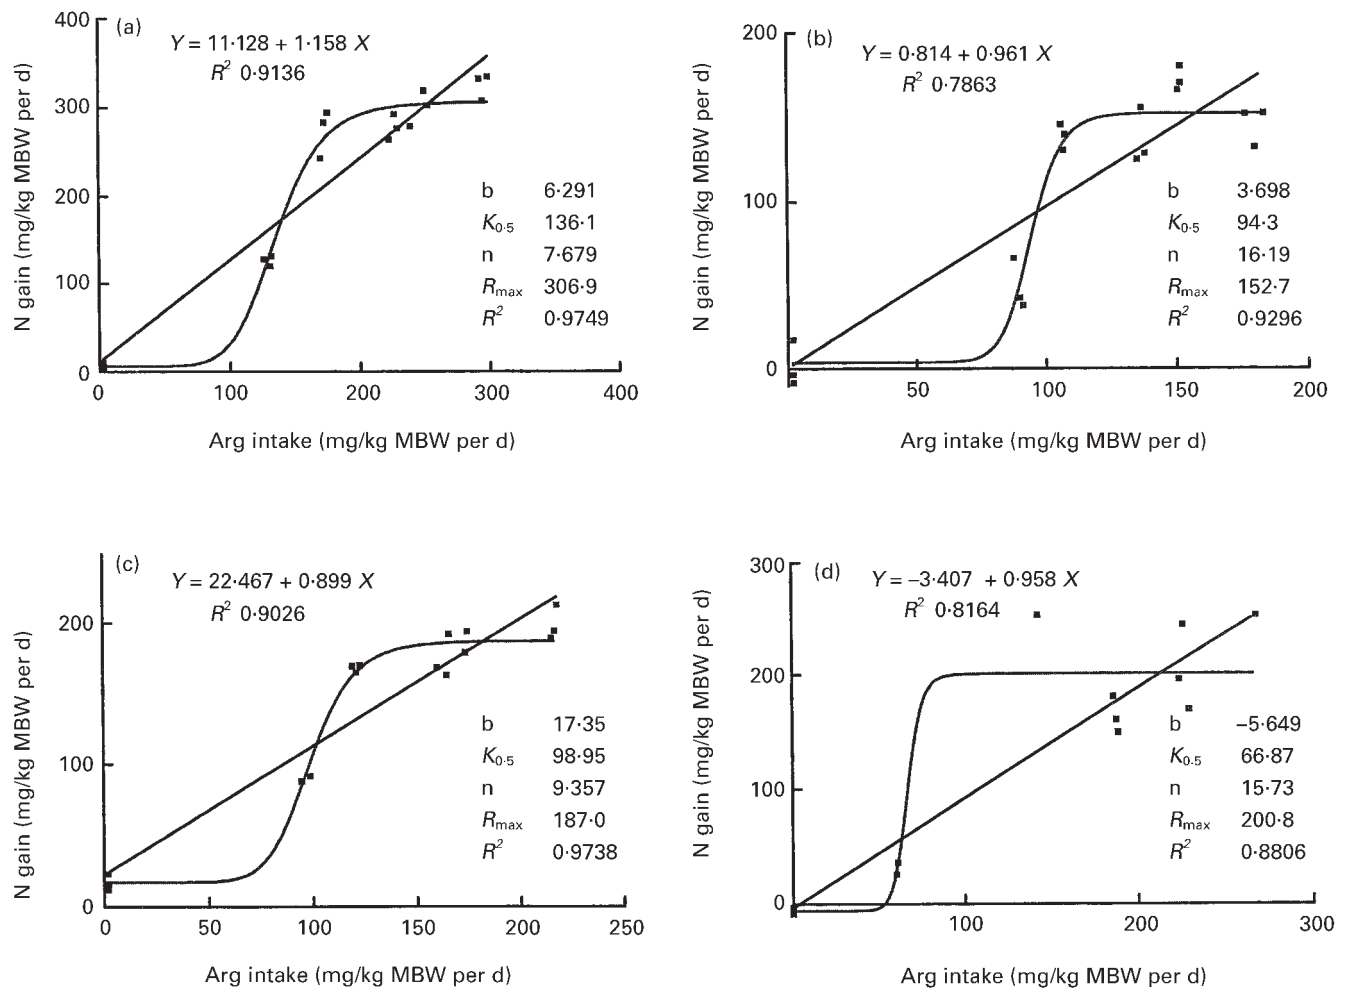 (a)
Y = 11·128 + 1·158 X
R² 0·9136
N gain (mg/kg MBW per d)
400
300
200
100
0
b 6·291
K0·5 136·1
n 7·679
Rmax 306·9
R² 0·9749
0 100 200 300 400
Arg intake (mg/kg MBW per d)
(b)
Y = 0·814 + 0·961 X
R² 0·7863
N gain (mg/kg MBW per d)
200
100
0
b 3·698
K0·5 94·3
n 16·19
Rmax 152·7
R² 0·9296
50 100 150 200
Arg intake (mg/kg MBW per d)
(c)
Y = 22·467 + 0·899 X
R² 0·9026
N gain (mg/kg MBW per d)
200
100
0
b 17·35
K0·5 98·95
n 9·357
Rmax 187·0
R² 0·9738
0 50 100 150 200 250
Arg intake (mg/kg MBW per d)
(d)
Y = –3·407 + 0·958 X
R² 0·8164
N gain (mg/kg MBW per d)
300
200
100
0
b –5·649
K0·5 66·87
n 15·73
Rmax 200·8
R² 0·8806
100 200 300
Arg intake (mg/kg MBW per d)